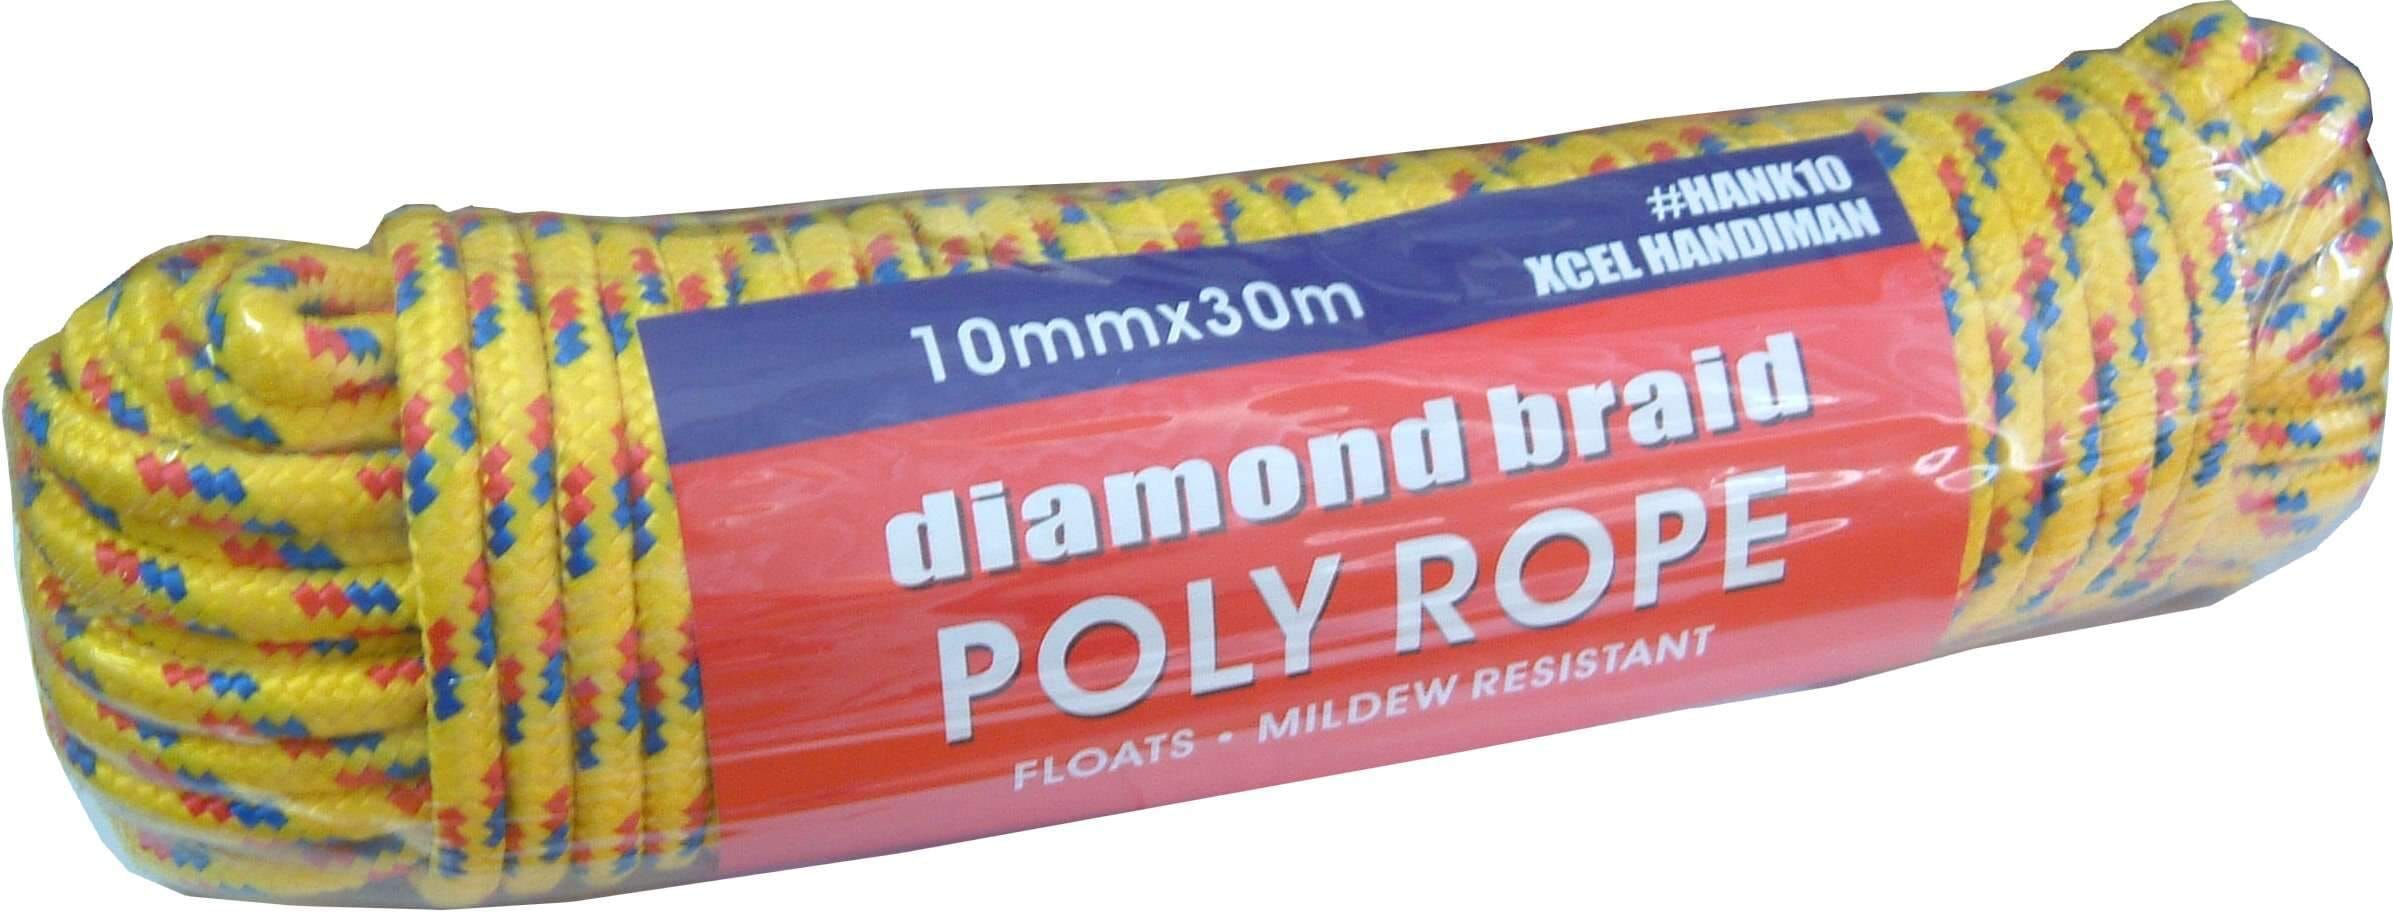 #HANK10
XCEL HANDIMAN
10mmx30m
diamond braid
POLY ROPE
FLOATS • MILDEW RESISTANT